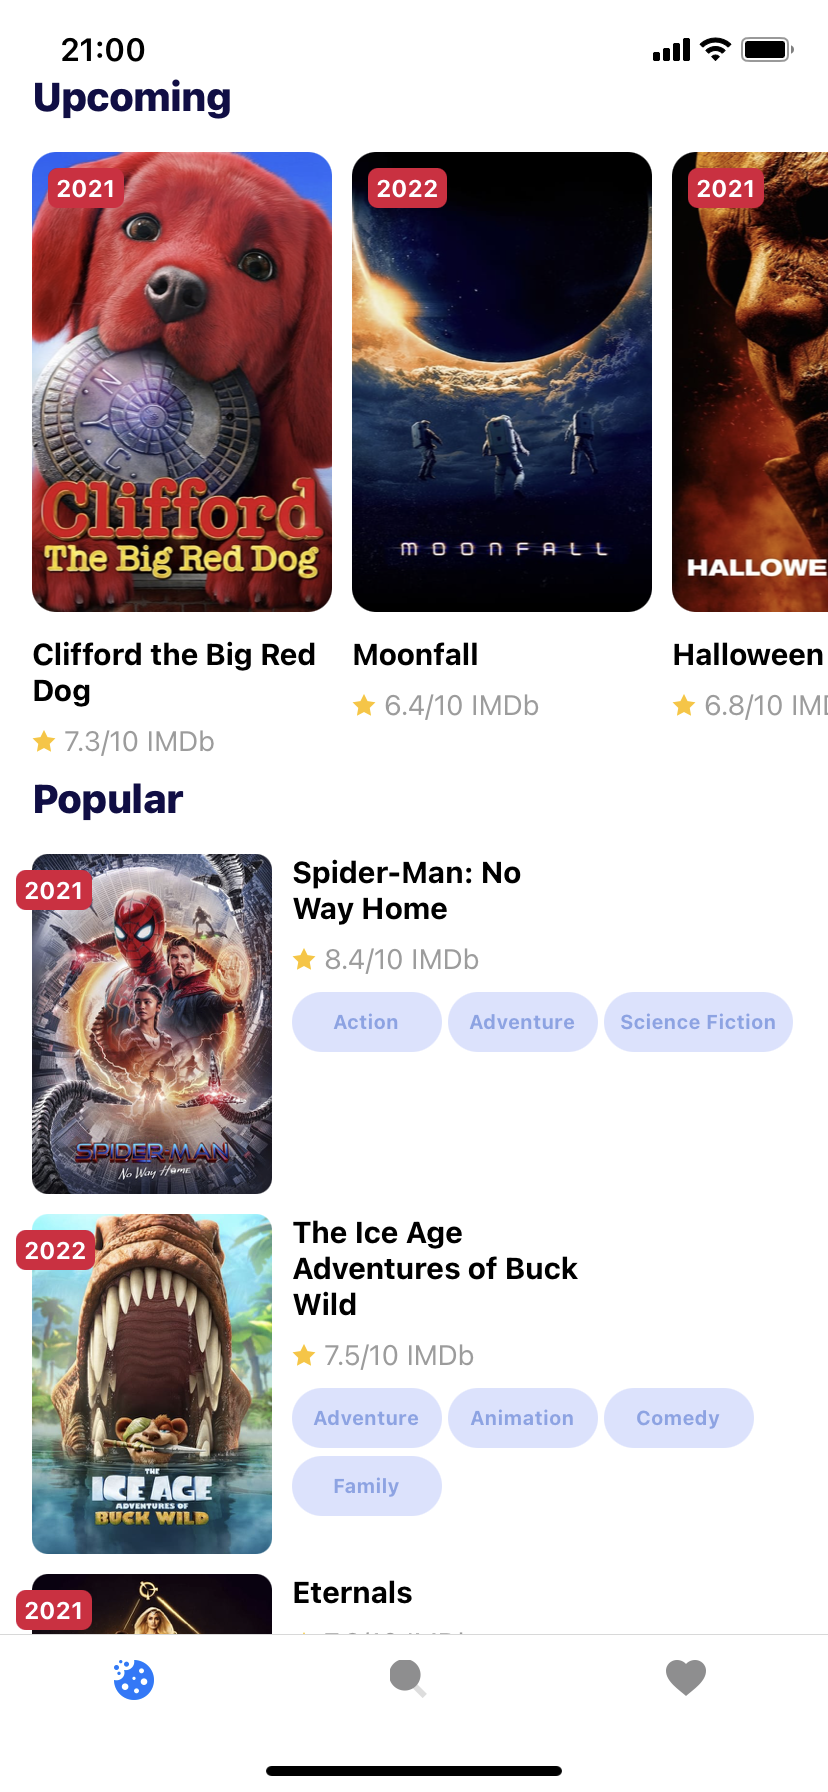 21:00
Upcoming
2021
N.Y.C.
Clifford
The Big Red Dog
2022
MOONFALL
2021
HALLOWE
Clifford the Big Red
Dog
7.3/10 IMDb
Moonfall
6.4/10 IMDb
Halloween
6.8/10 IMD
Popular
2021
SPIDER-MAN
No Way Home
Spider-Man: No
Way Home
8.4/10 IMDb
Action
Adventure
Science Fiction
2022
THE
ICE AGE
ADVENTURES OF
BUCK WILD
The Ice Age
Adventures of Buck
Wild
7.5/10 IMDb
Adventure
Animation
Comedy
Family
2021
Eternals